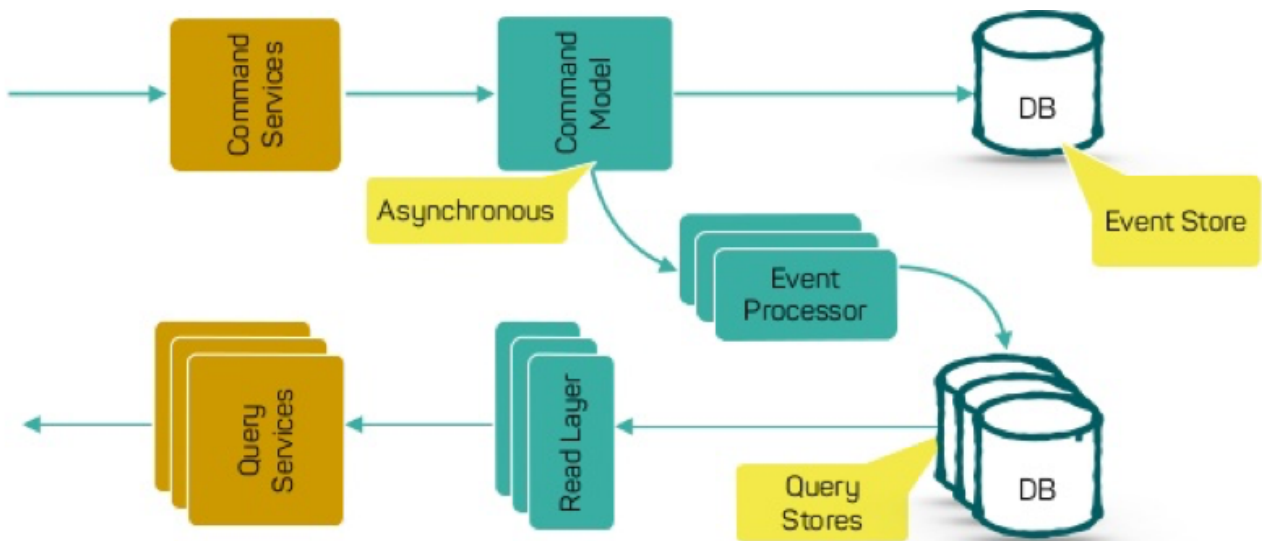 Command
Services
Command
Model
DB
Asynchronous
Event Store
Event
Processor
Query
Services
Read Layer
Query
Stores
DB